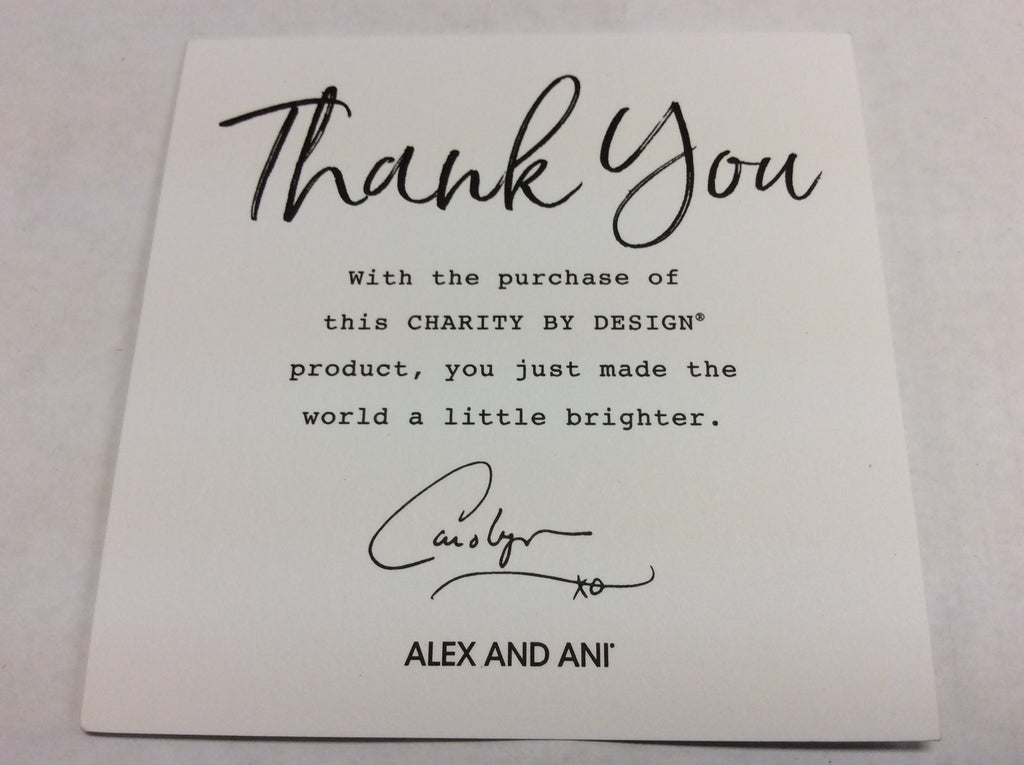 Thank You
With the purchase of
this CHARITY BY DESIGN®
product, you just made the
world a little brighter.
Carolyn
xo
ALEX AND ANI®